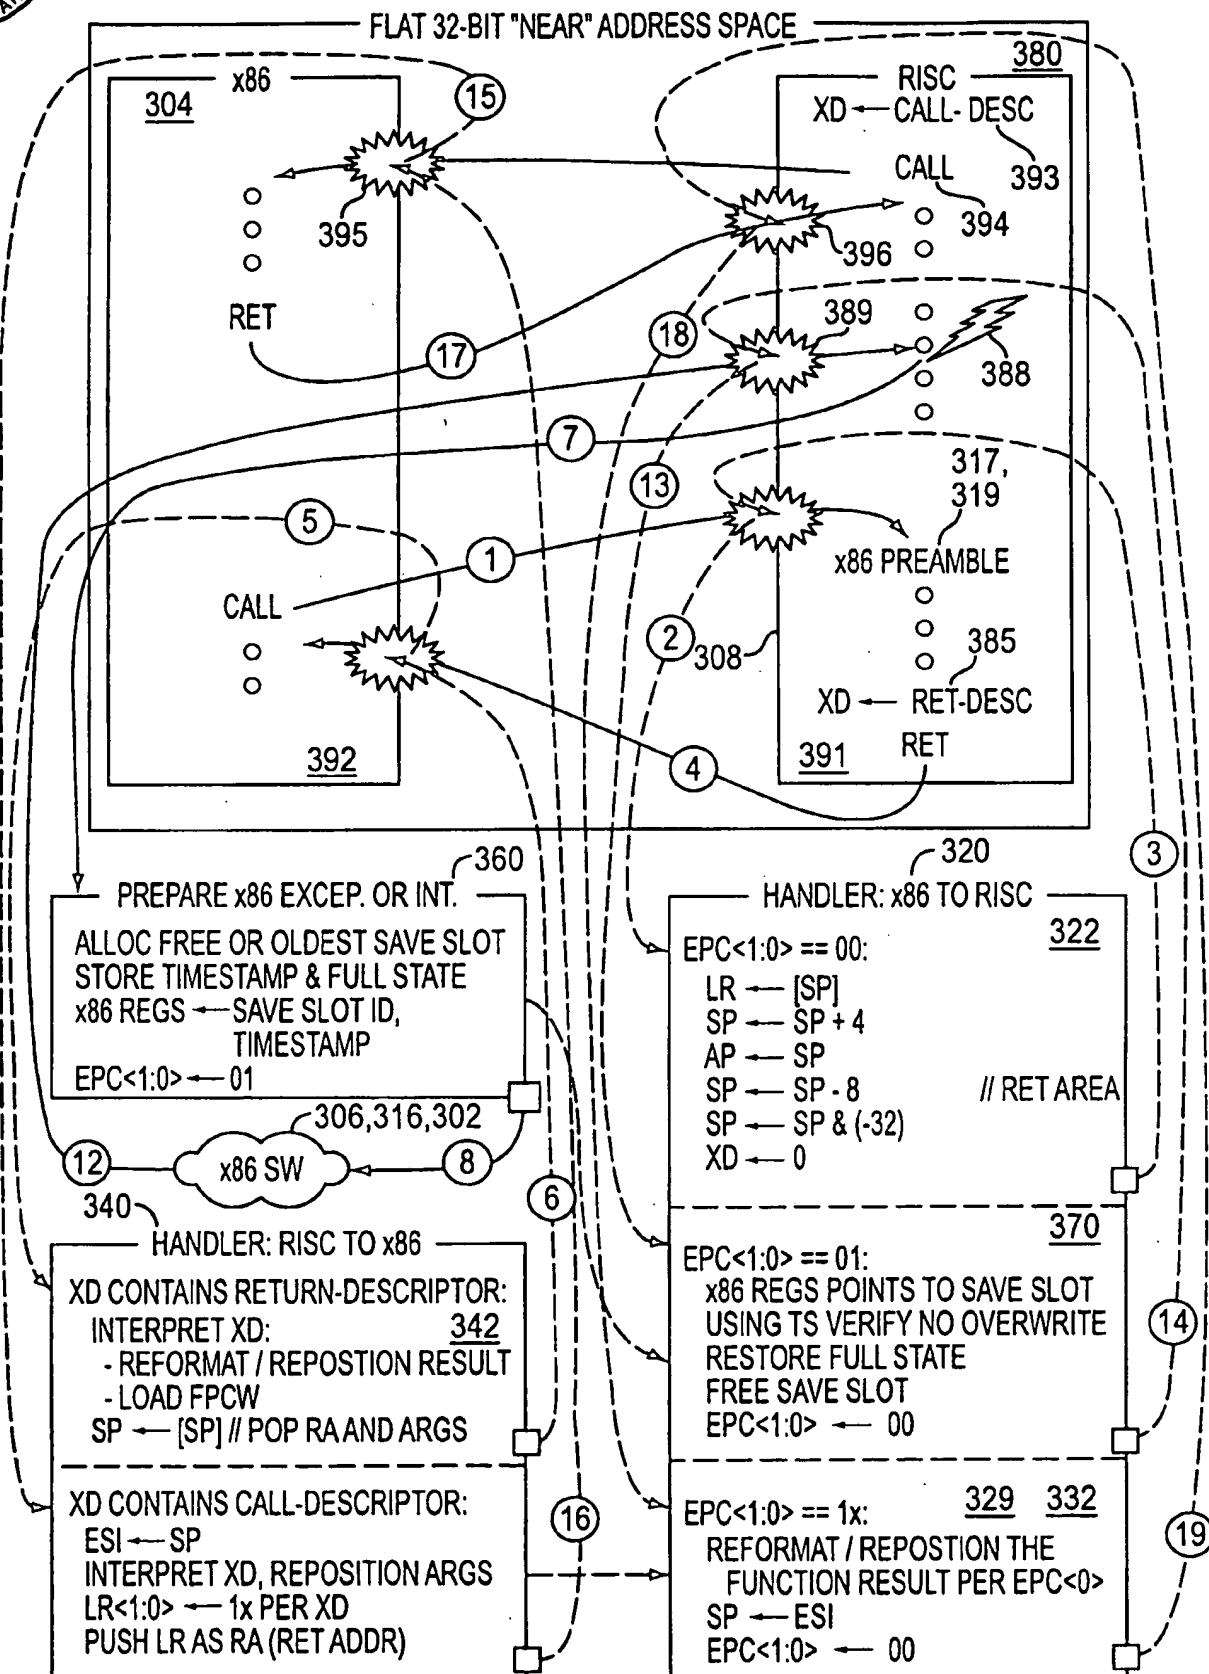 FLAT 32-BIT "NEAR" ADDRESS SPACE
x86
304
15
395
RET
17
7
5
1
CALL
392
4
380
RISC
XD ← CALL- DESC
393
CALL
394
396
18
389
388
13
317,
319
x86 PREAMBLE
2
308
385
XD ← RET-DESC
391
RET
3
360
PREPARE x86 EXCEP. OR INT.
ALLOC FREE OR OLDEST SAVE SLOT
STORE TIMESTAMP & FULL STATE
x86 REGS ← SAVE SLOT ID,
TIMESTAMP
EPC<1:0> ← 01
306,316,302
12
x86 SW
8
6
340
HANDLER: RISC TO x86
XD CONTAINS RETURN-DESCRIPTOR:
INTERPRET XD:
342
- REFORMAT / REPOSTION RESULT
- LOAD FPCW
SP ← [SP] // POP RA AND ARGS
XD CONTAINS CALL-DESCRIPTOR:
ESI ← SP
INTERPRET XD, REPOSITION ARGS
LR<1:0> ← 1x PER XD
PUSH LR AS RA (RET ADDR)
16
320
HANDLER: x86 TO RISC
322
EPC<1:0> == 00:
LR ← [SP]
SP ← SP + 4
AP ← SP
SP ← SP - 8 // RET AREA
SP ← SP & (-32)
XD ← 0
370
EPC<1:0> == 01:
x86 REGS POINTS TO SAVE SLOT
USING TS VERIFY NO OVERWRITE
RESTORE FULL STATE
FREE SAVE SLOT
EPC<1:0> ← 00
14
EPC<1:0> == 1x:
329 332
REFORMAT / REPOSTION THE
FUNCTION RESULT PER EPC<0>
SP ← ESI
EPC<1:0> ← 00
19